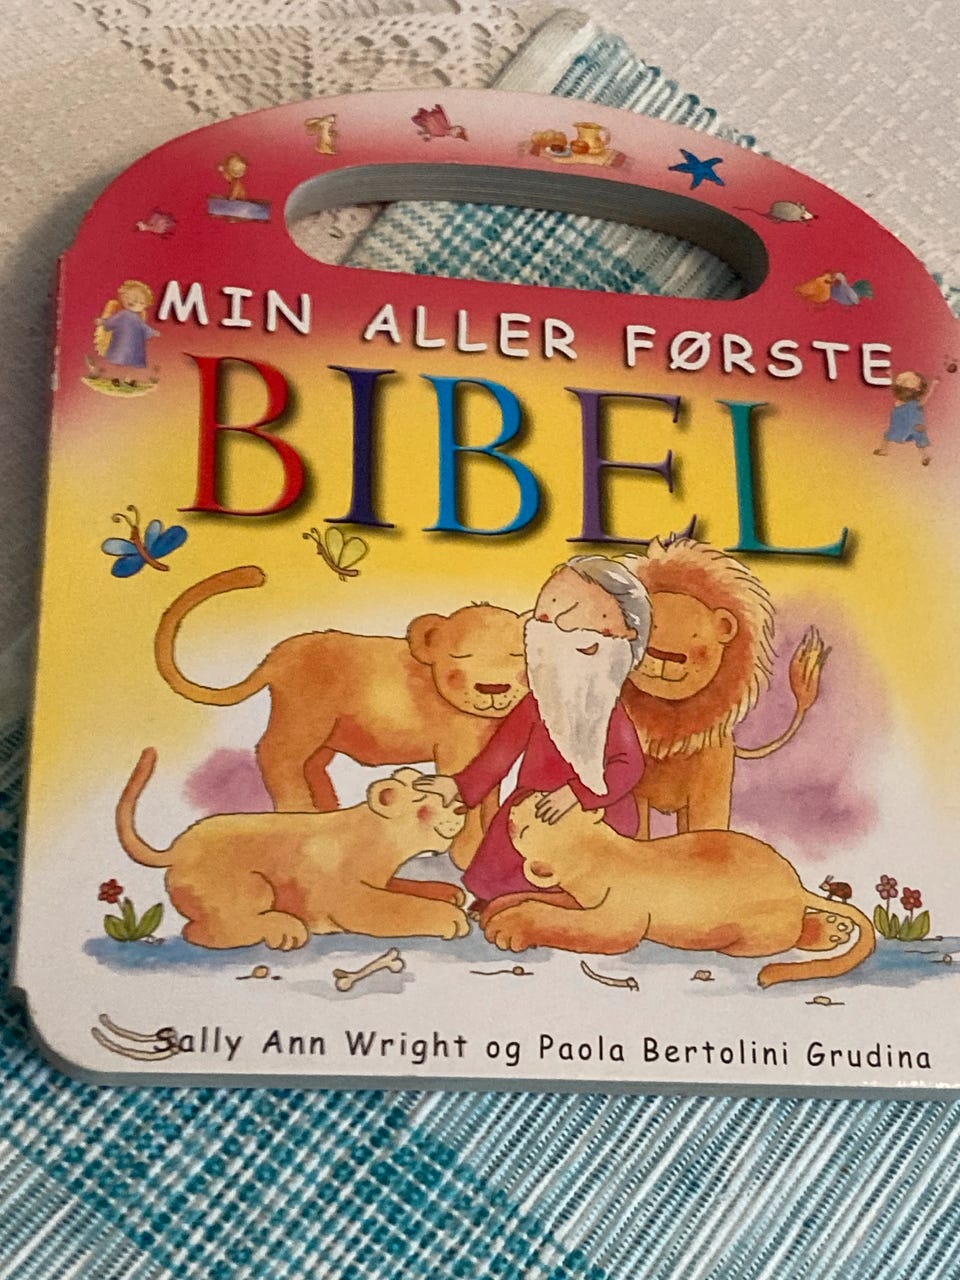 MIN ALLER FØRSTE
BIBEL
Sally Ann Wright og Paola Bertolini Grudina